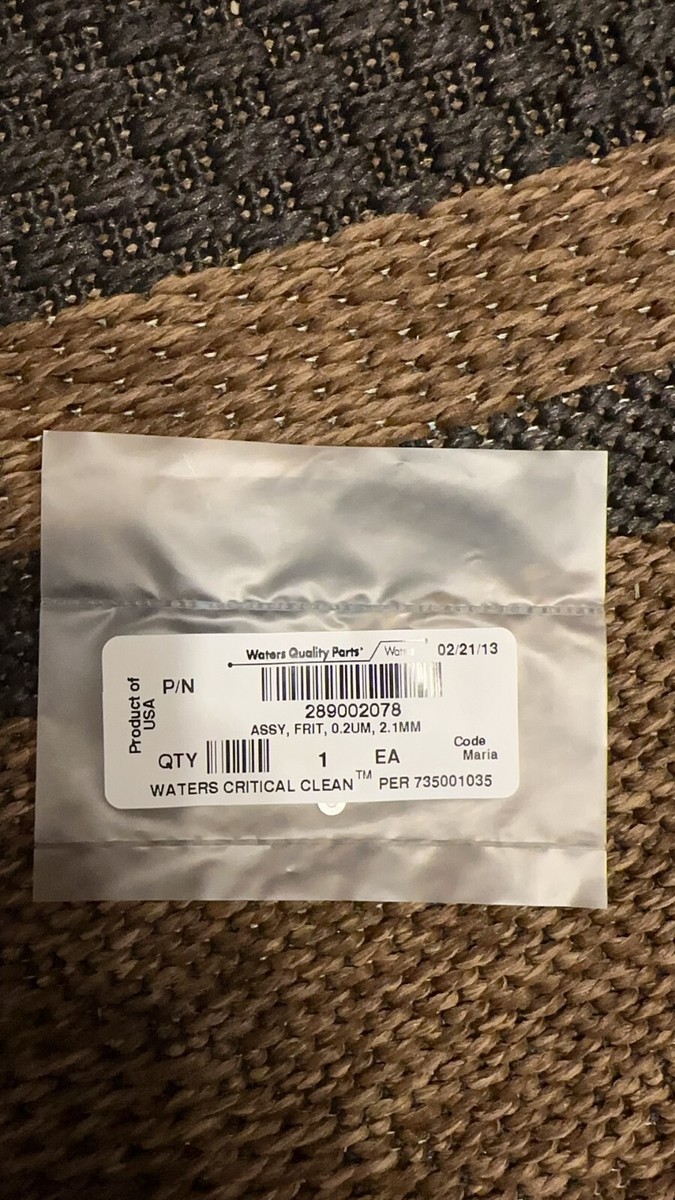 Waters Quality Parts® 02/21/13
Product of
USA
P/N
289002078
ASSY, FRIT, 0.2UM, 2.1MM
QTY 1 EA
Code
Maria
WATERS CRITICAL CLEAN™ PER 735001035